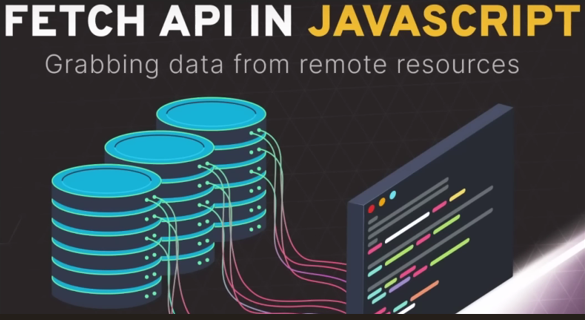 FETCH API IN JAVASCRIPT
Grabbing data from remote resources